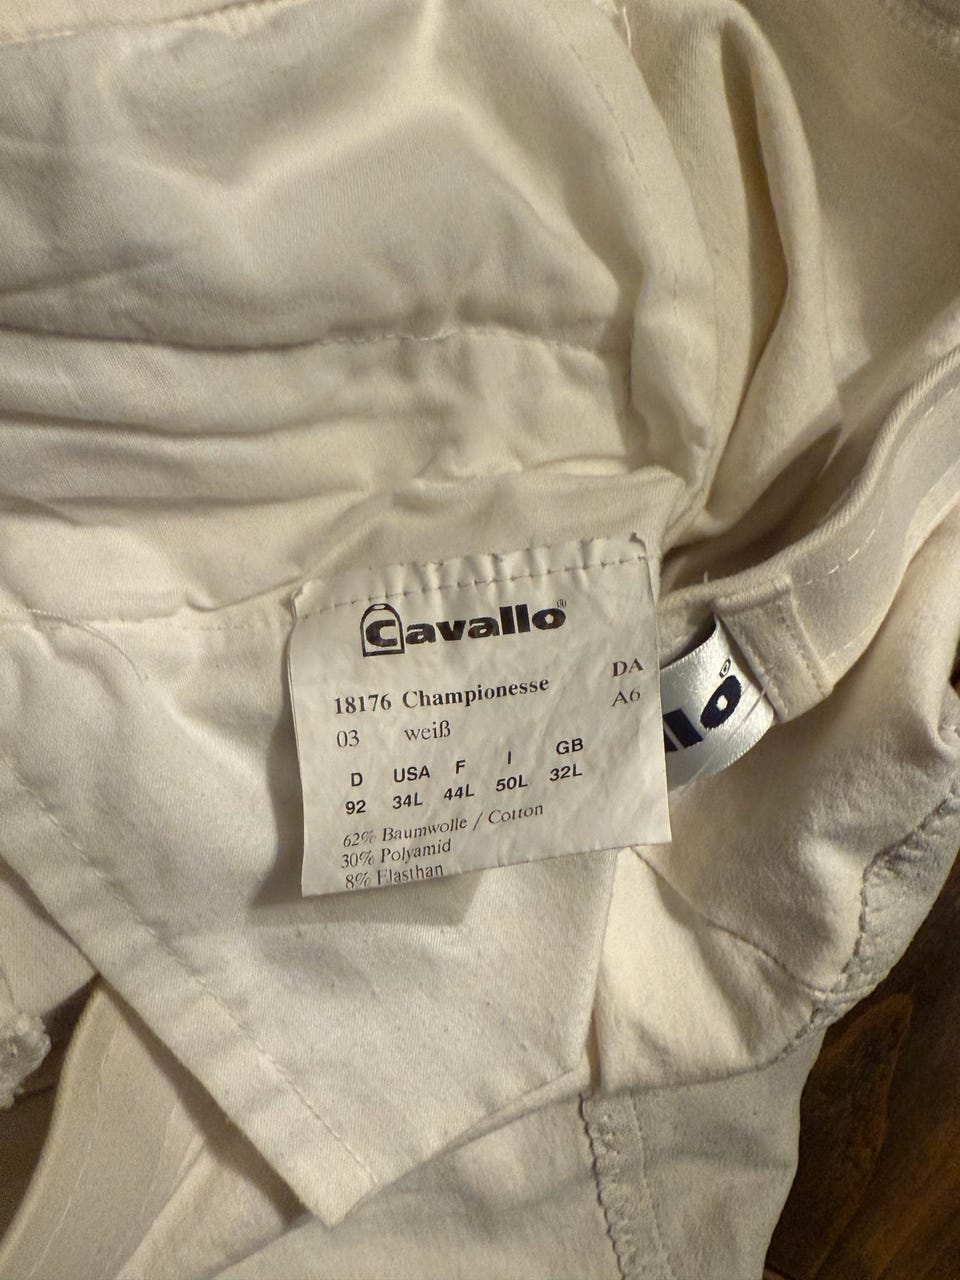 Cavallo®
18176 Championesse DA
03 weiß A6
D USA F I GB
92 34L 44L 50L 32L
62% Baumwolle / Cotton
30% Polyamid
8% Elasthan
llo®